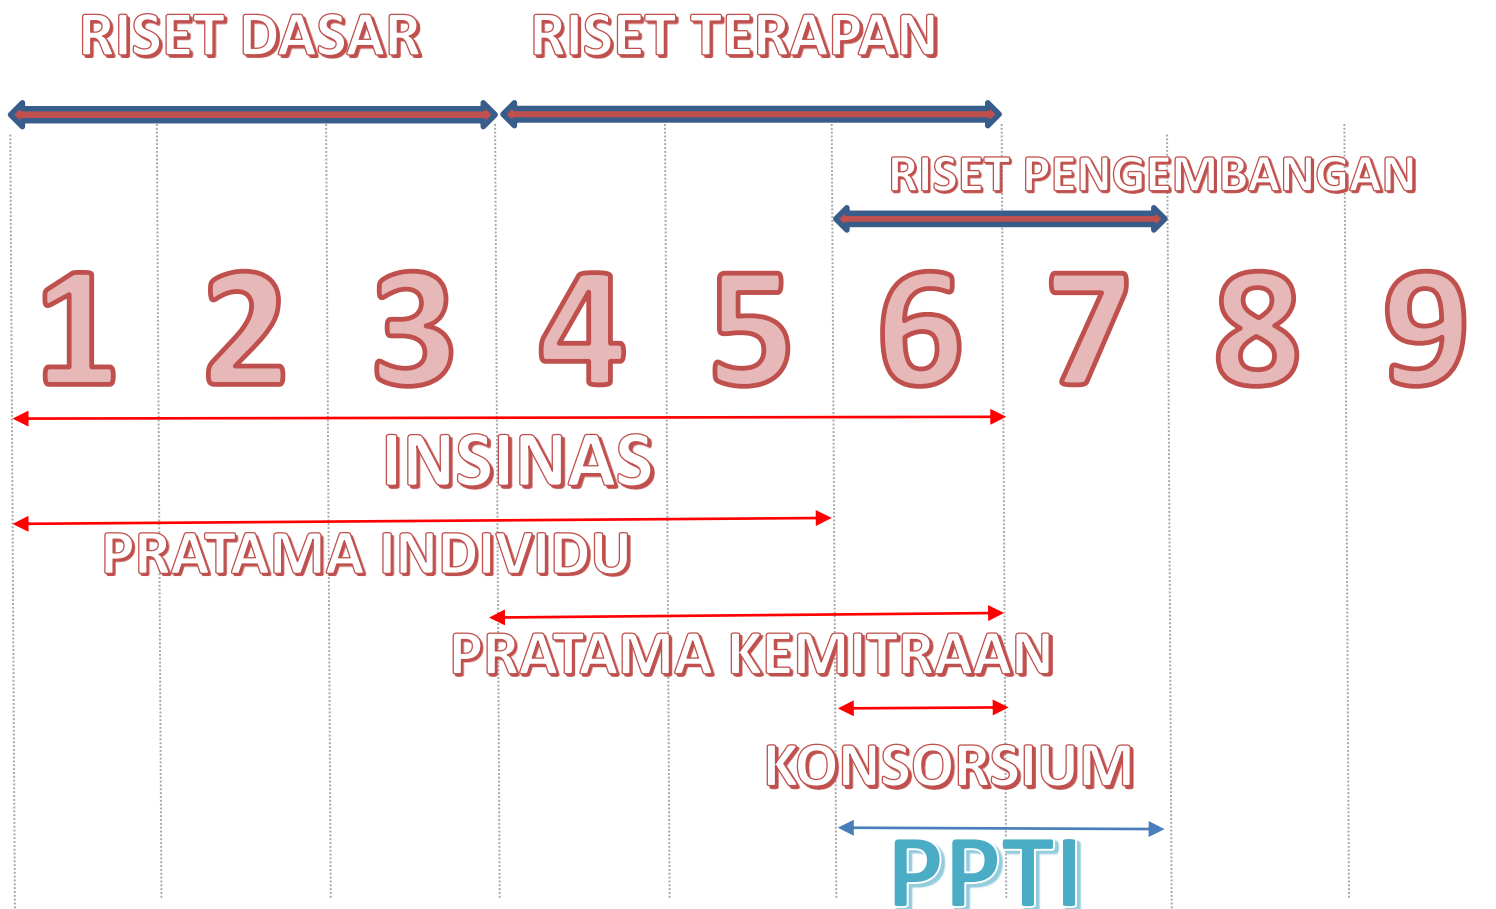 RISET DASAR RISET TERAPAN
RISET PENGEMBANGAN
1 2 3 4 5 6 7 8 9
INSINAS
PRATAMA INDIVIDU
PRATAMA KEMITRAAN
KONSORSIUM
PPTI